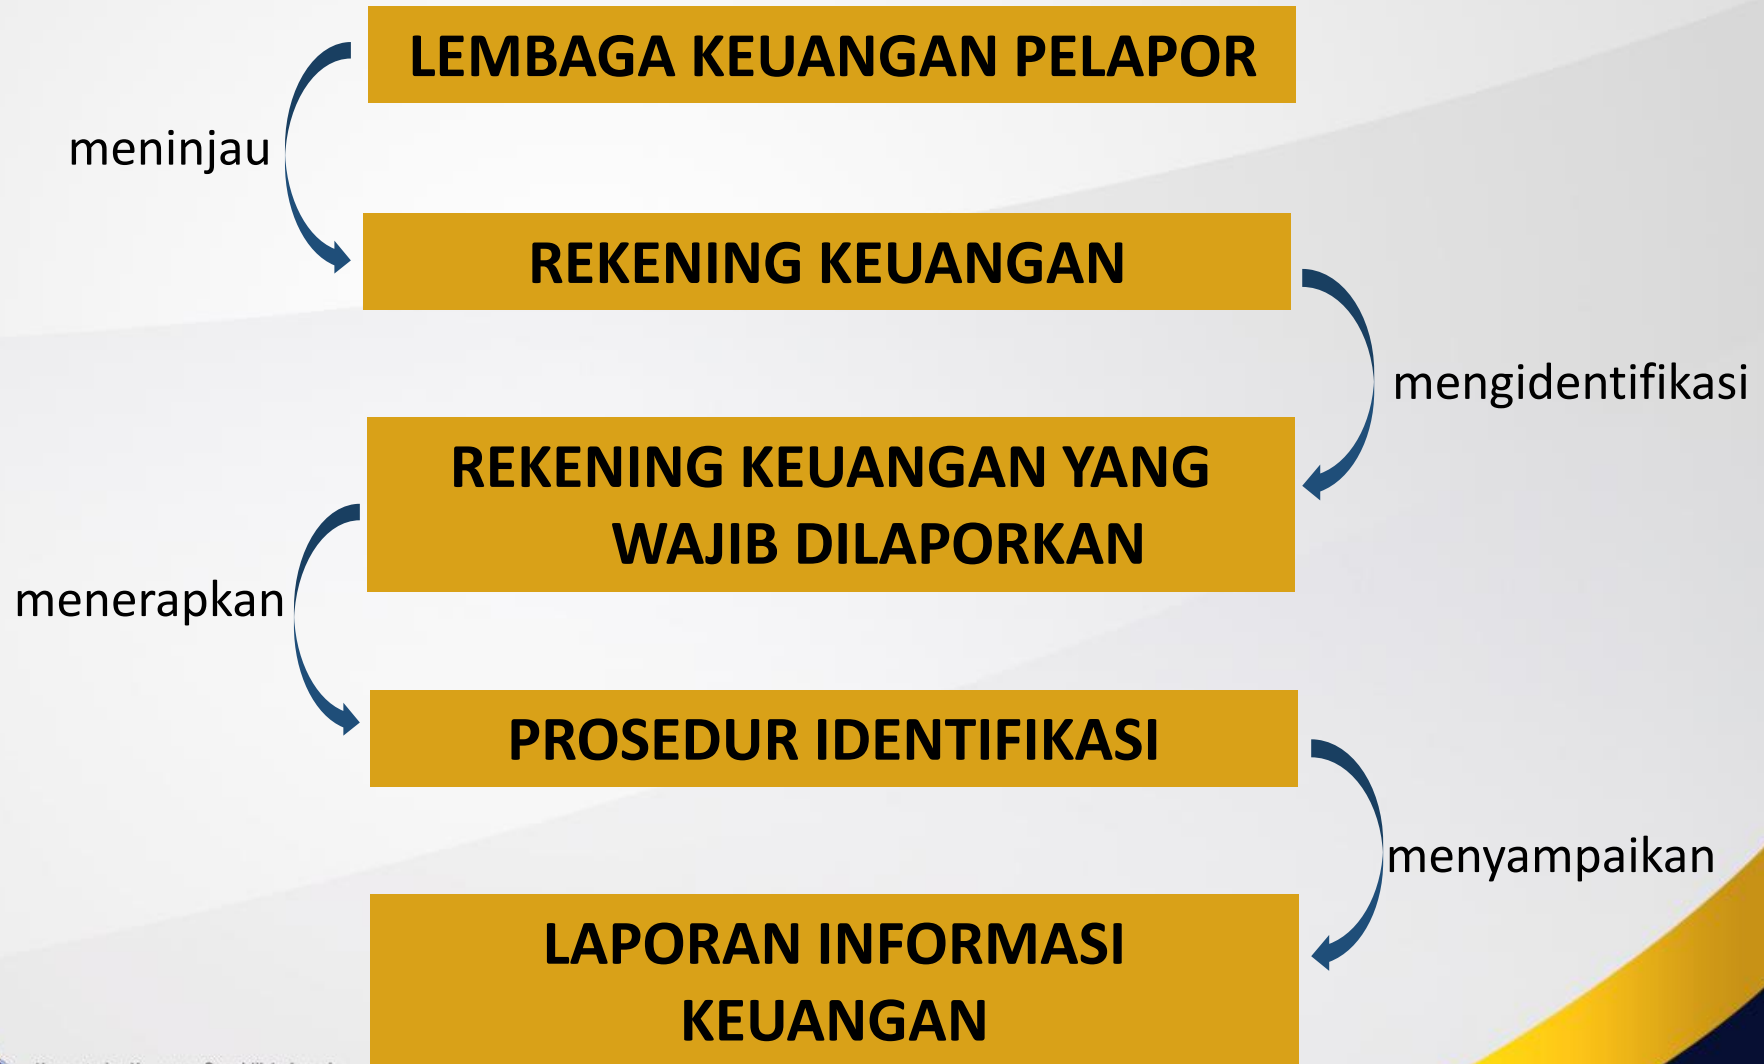 LEMBAGA KEUANGAN PELAPOR
meninjau
REKENING KEUANGAN
mengidentifikasi
REKENING KEUANGAN YANG
WAJIB DILAPORKAN
menerapkan
PROSEDUR IDENTIFIKASI
menyampaikan
LAPORAN INFORMASI
KEUANGAN